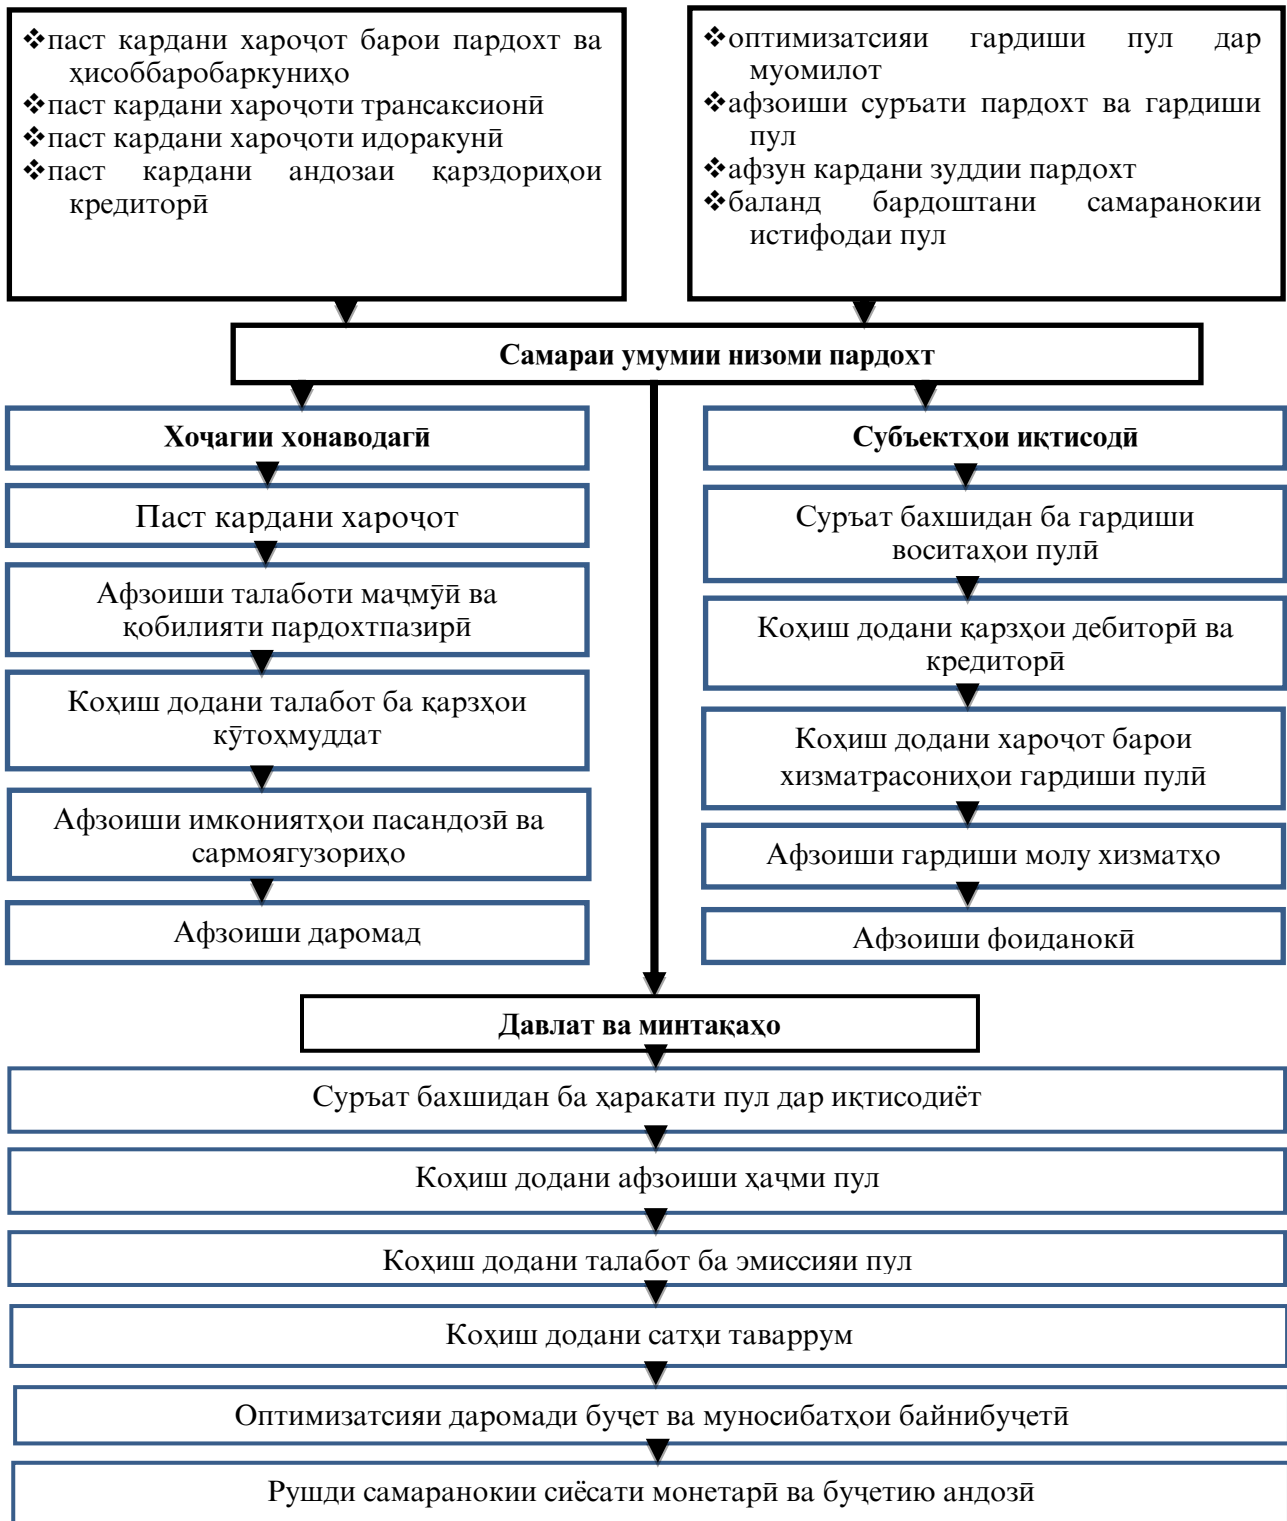 ❖паст кардани хароҷот барои пардохт ва
ҳисоббаробаркуниҳо
❖паст кардани хароҷоти трансаксионӣ
❖паст кардани хароҷоти идоракунӣ
❖паст кардани андозаи қарздориҳои
кредиторӣ
❖оптимизатсияи гардиши пул дар
муомилот
❖афзоиши суръати пардохт ва гардиши
пул
❖афзун кардани зуддии пардохт
❖баланд бардоштани самаранокии
истифодаи пул
Самараи умумии низоми пардохт
Хоҷагии хонаводагӣ
Паст кардани хароҷот
Афзоиши талаботи маҷмӯӣ ва
қобилияти пардохтпазирӣ
Коҳиш додани талабот ба қарзҳои
кӯтоҳмуддат
Афзоиши имкониятҳои пасандозӣ ва
сармоягузориҳо
Афзоиши даромад
Субъектҳои иқтисодӣ
Суръат бахшидан ба гардиши
воситаҳои пулӣ
Коҳиш додани қарзҳои дебиторӣ ва
кредиторӣ
Коҳиш додани хароҷот барои
хизматрасониҳои гардиши пулӣ
Афзоиши гардиши молу хизматҳо
Афзоиши фоиданокӣ
Давлат ва минтақаҳо
Суръат бахшидан ба ҳаракати пул дар иқтисодиёт
Коҳиш додани афзоиши ҳаҷми пул
Коҳиш додани талабот ба эмиссияи пул
Коҳиш додани сатҳи таваррум
Оптимизатсияи даромади буҷет ва муносибатҳои байнибуҷетӣ
Рушди самаранокии сиёсати монетарӣ ва буҷетию андозӣ